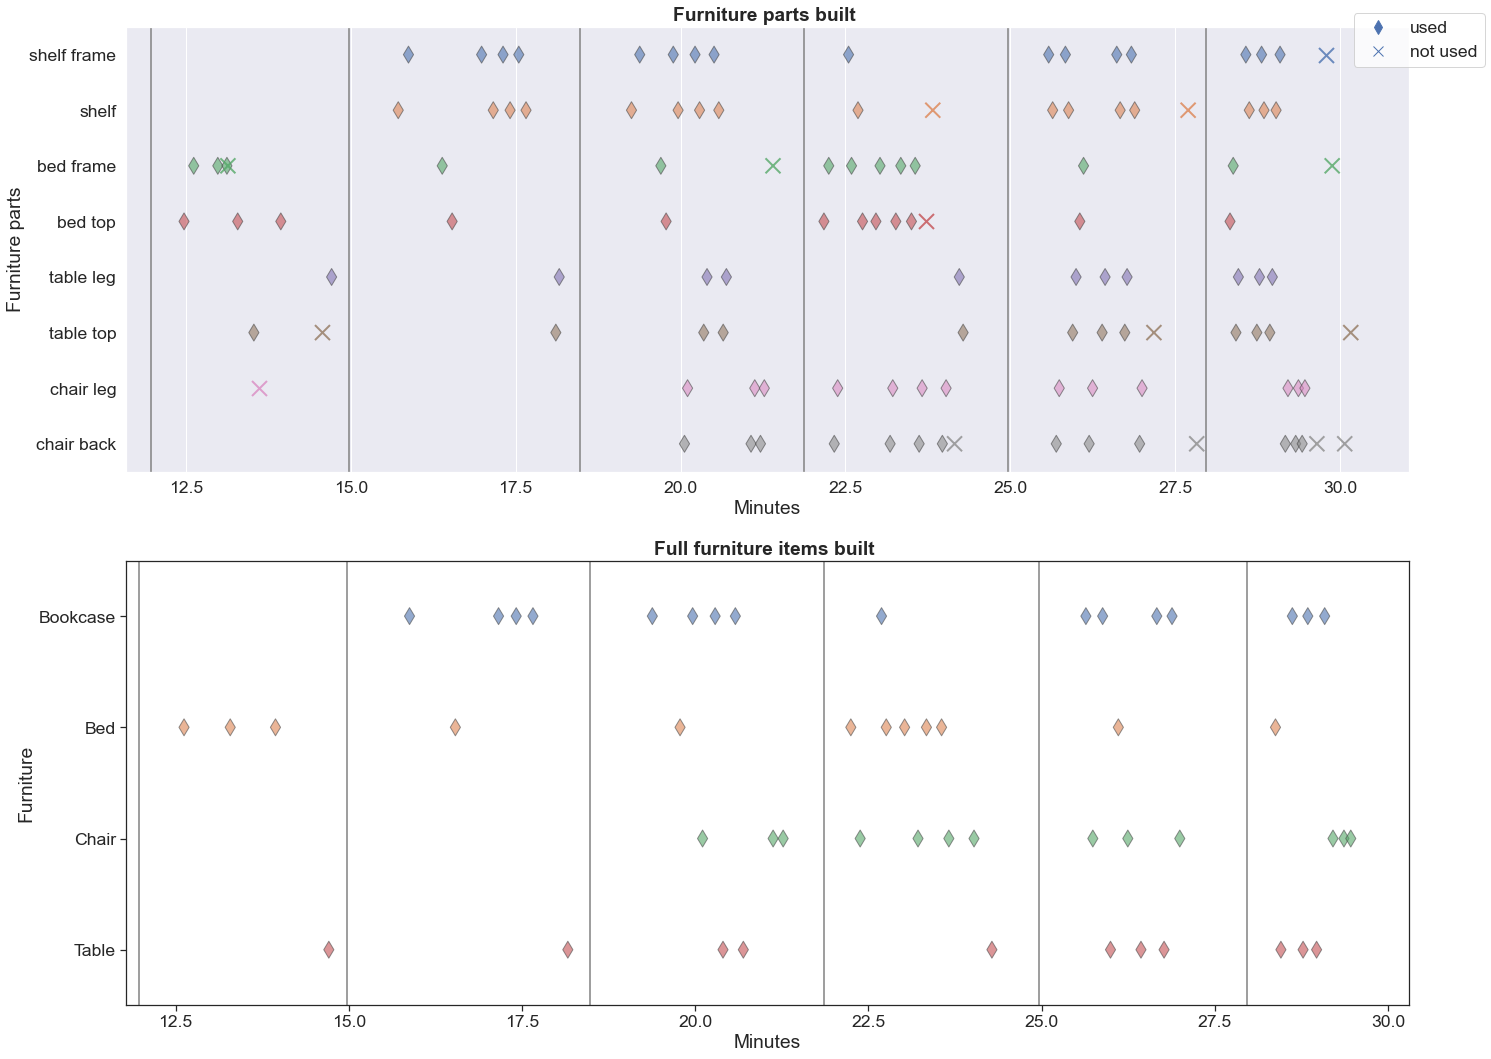 Furniture parts built
used
not used
Furniture parts
shelf frame
shelf
bed frame
bed top
table leg
table top
chair leg
chair back
12.5 15.0 17.5 20.0 22.5 25.0 27.5 30.0
Minutes
Full furniture items built
Furniture
Bookcase
Bed
Chair
Table
12.5 15.0 17.5 20.0 22.5 25.0 27.5 30.0
Minutes